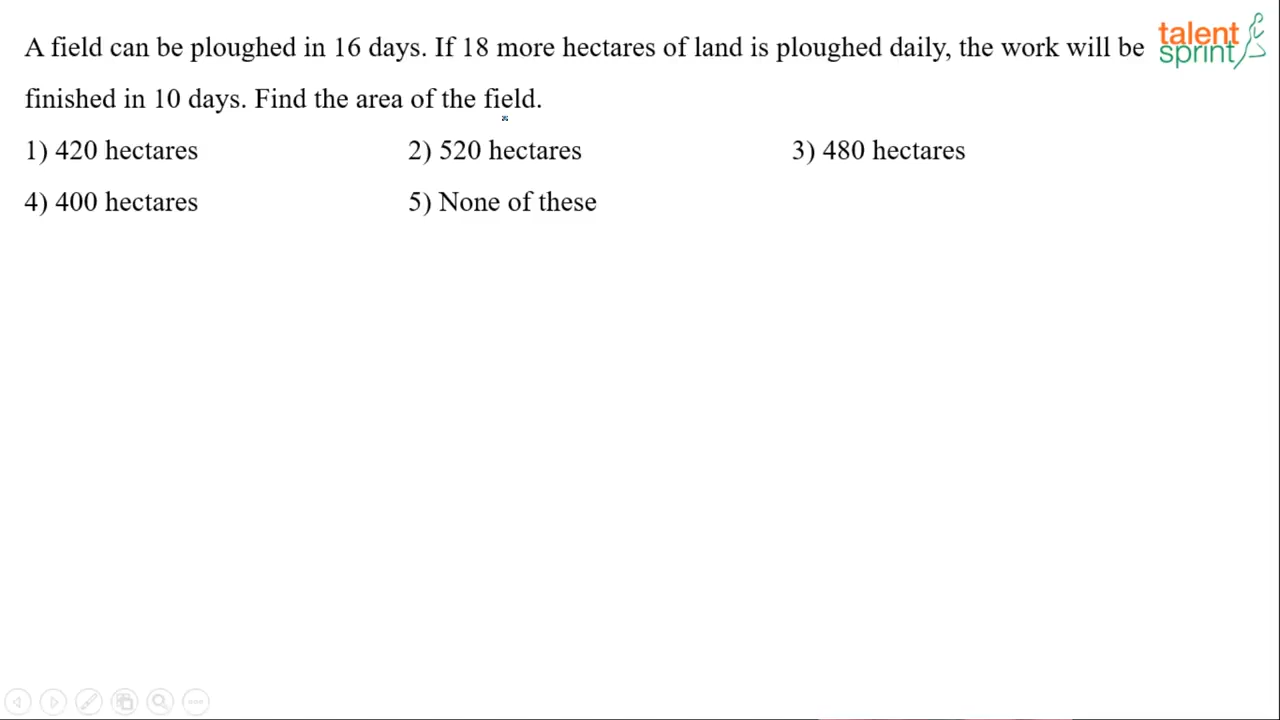 A field can be ploughed in 16 days. If 18 more hectares of land is ploughed daily, the work will be
talent
sprint
finished in 10 days. Find the area of the field.
1) 420 hectares 2) 520 hectares 3) 480 hectares
4) 400 hectares 5) None of these